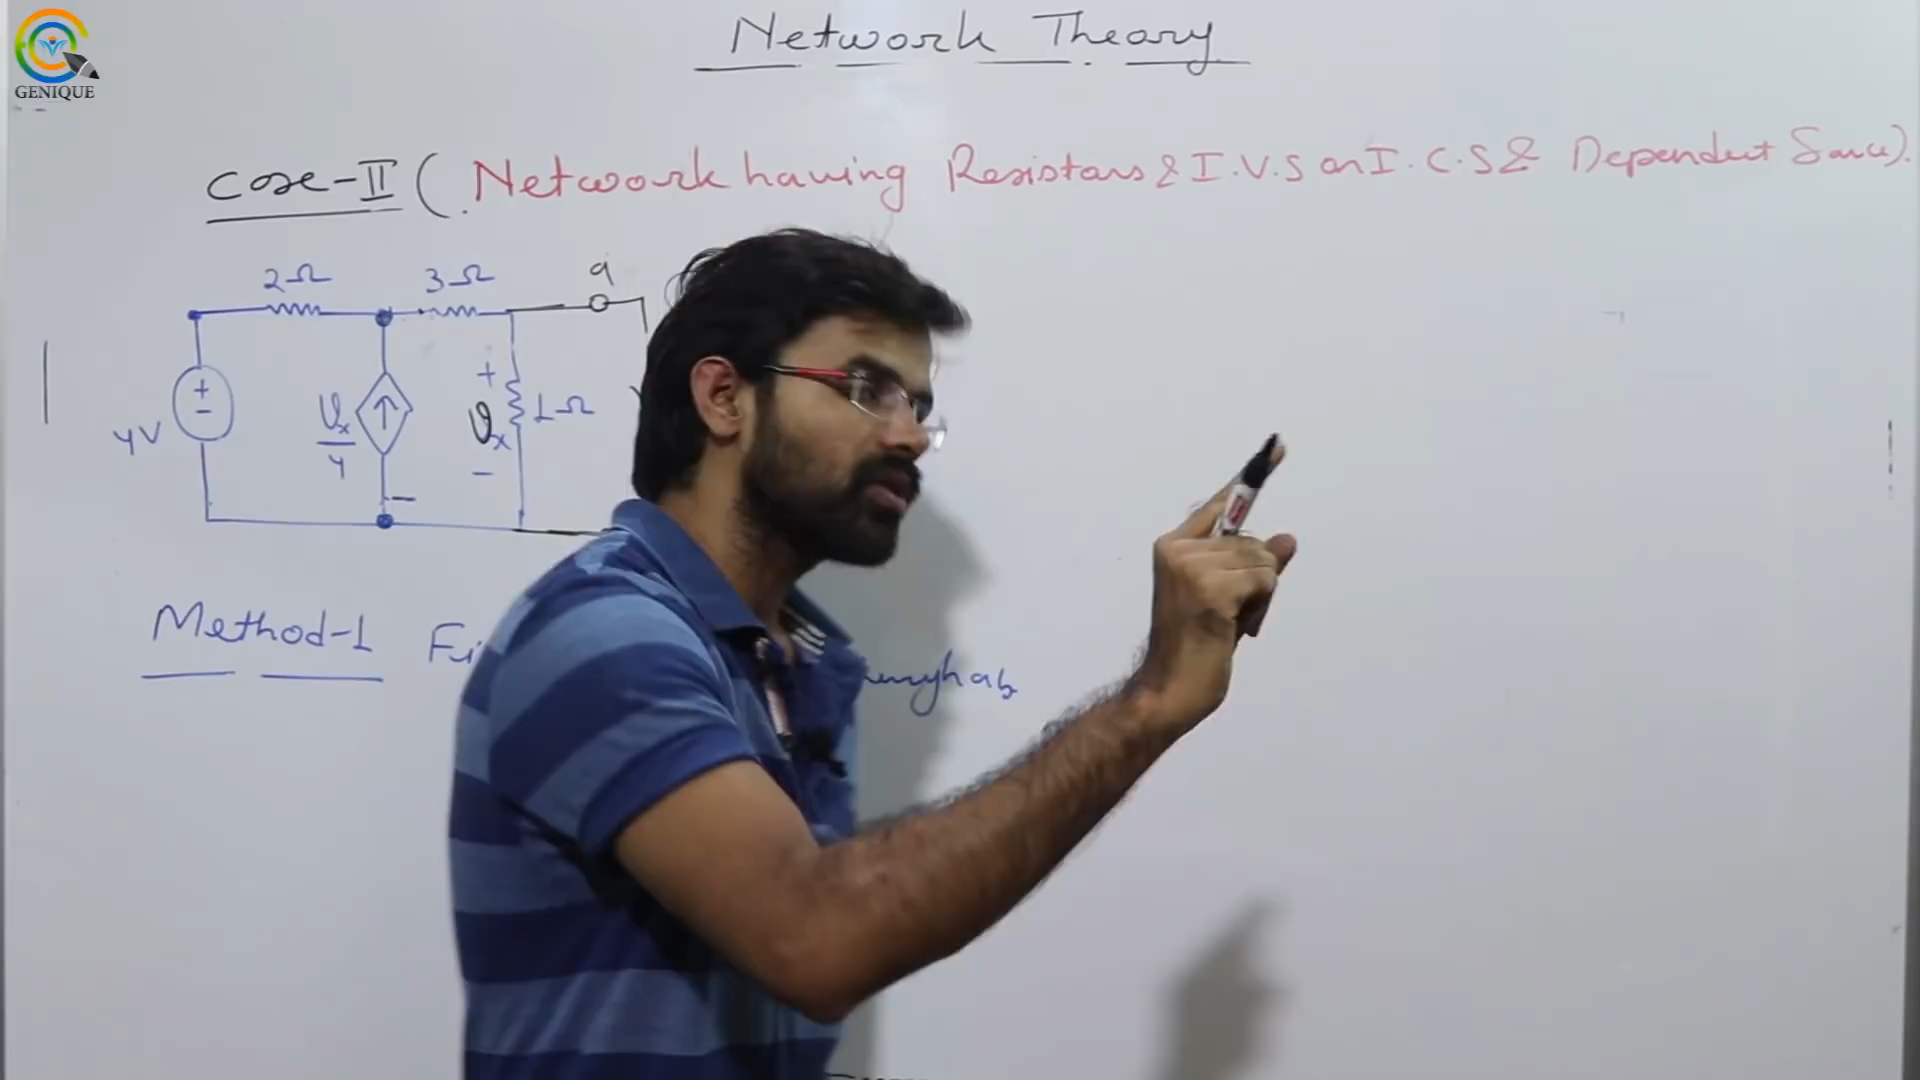 GENIQUE
Network Theory
Case-II (Network having Resistors & I.V.S or I.C.S & Dependent Source).
2Ω
3Ω
a
+
-
4V
Vx
4
+
Vx
-
1Ω
Method-1
ab